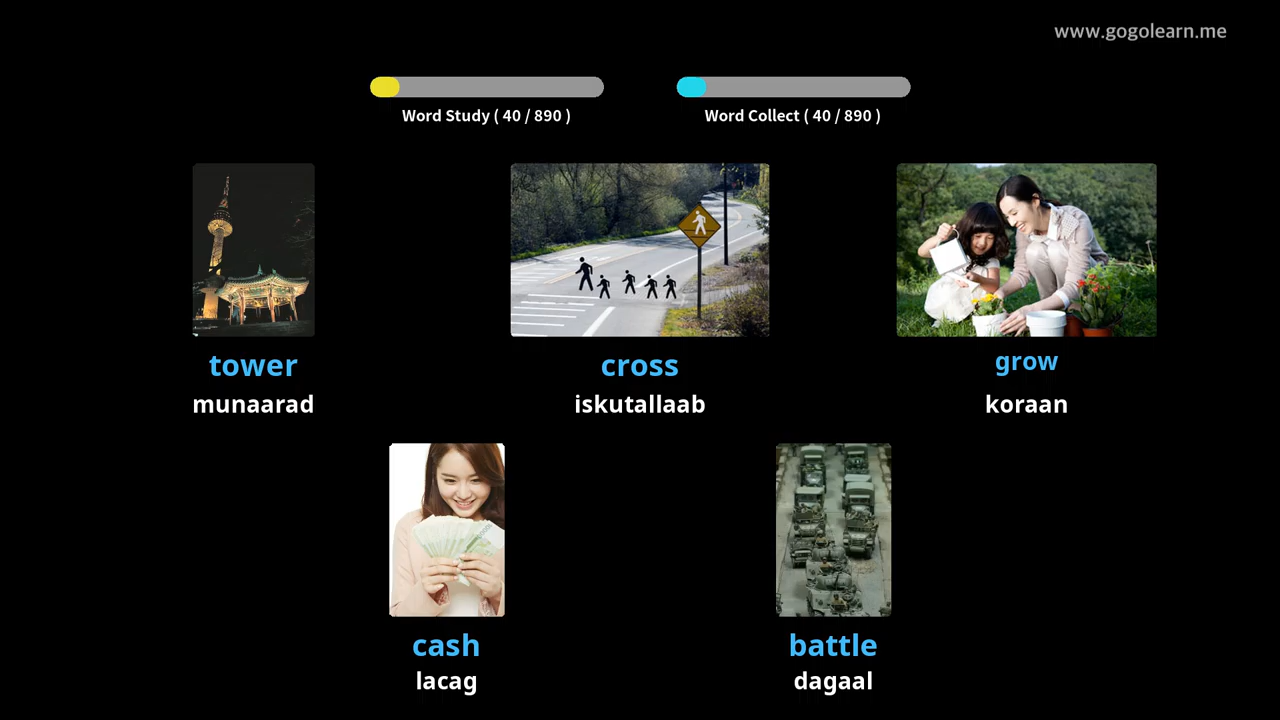 www.gogolearn.me
Word Study ( 40 / 890 )
Word Collect ( 40 / 890 )
tower
munaarad
cross
iskutallaab
grow
koraan
cash
lacag
battle
dagaal